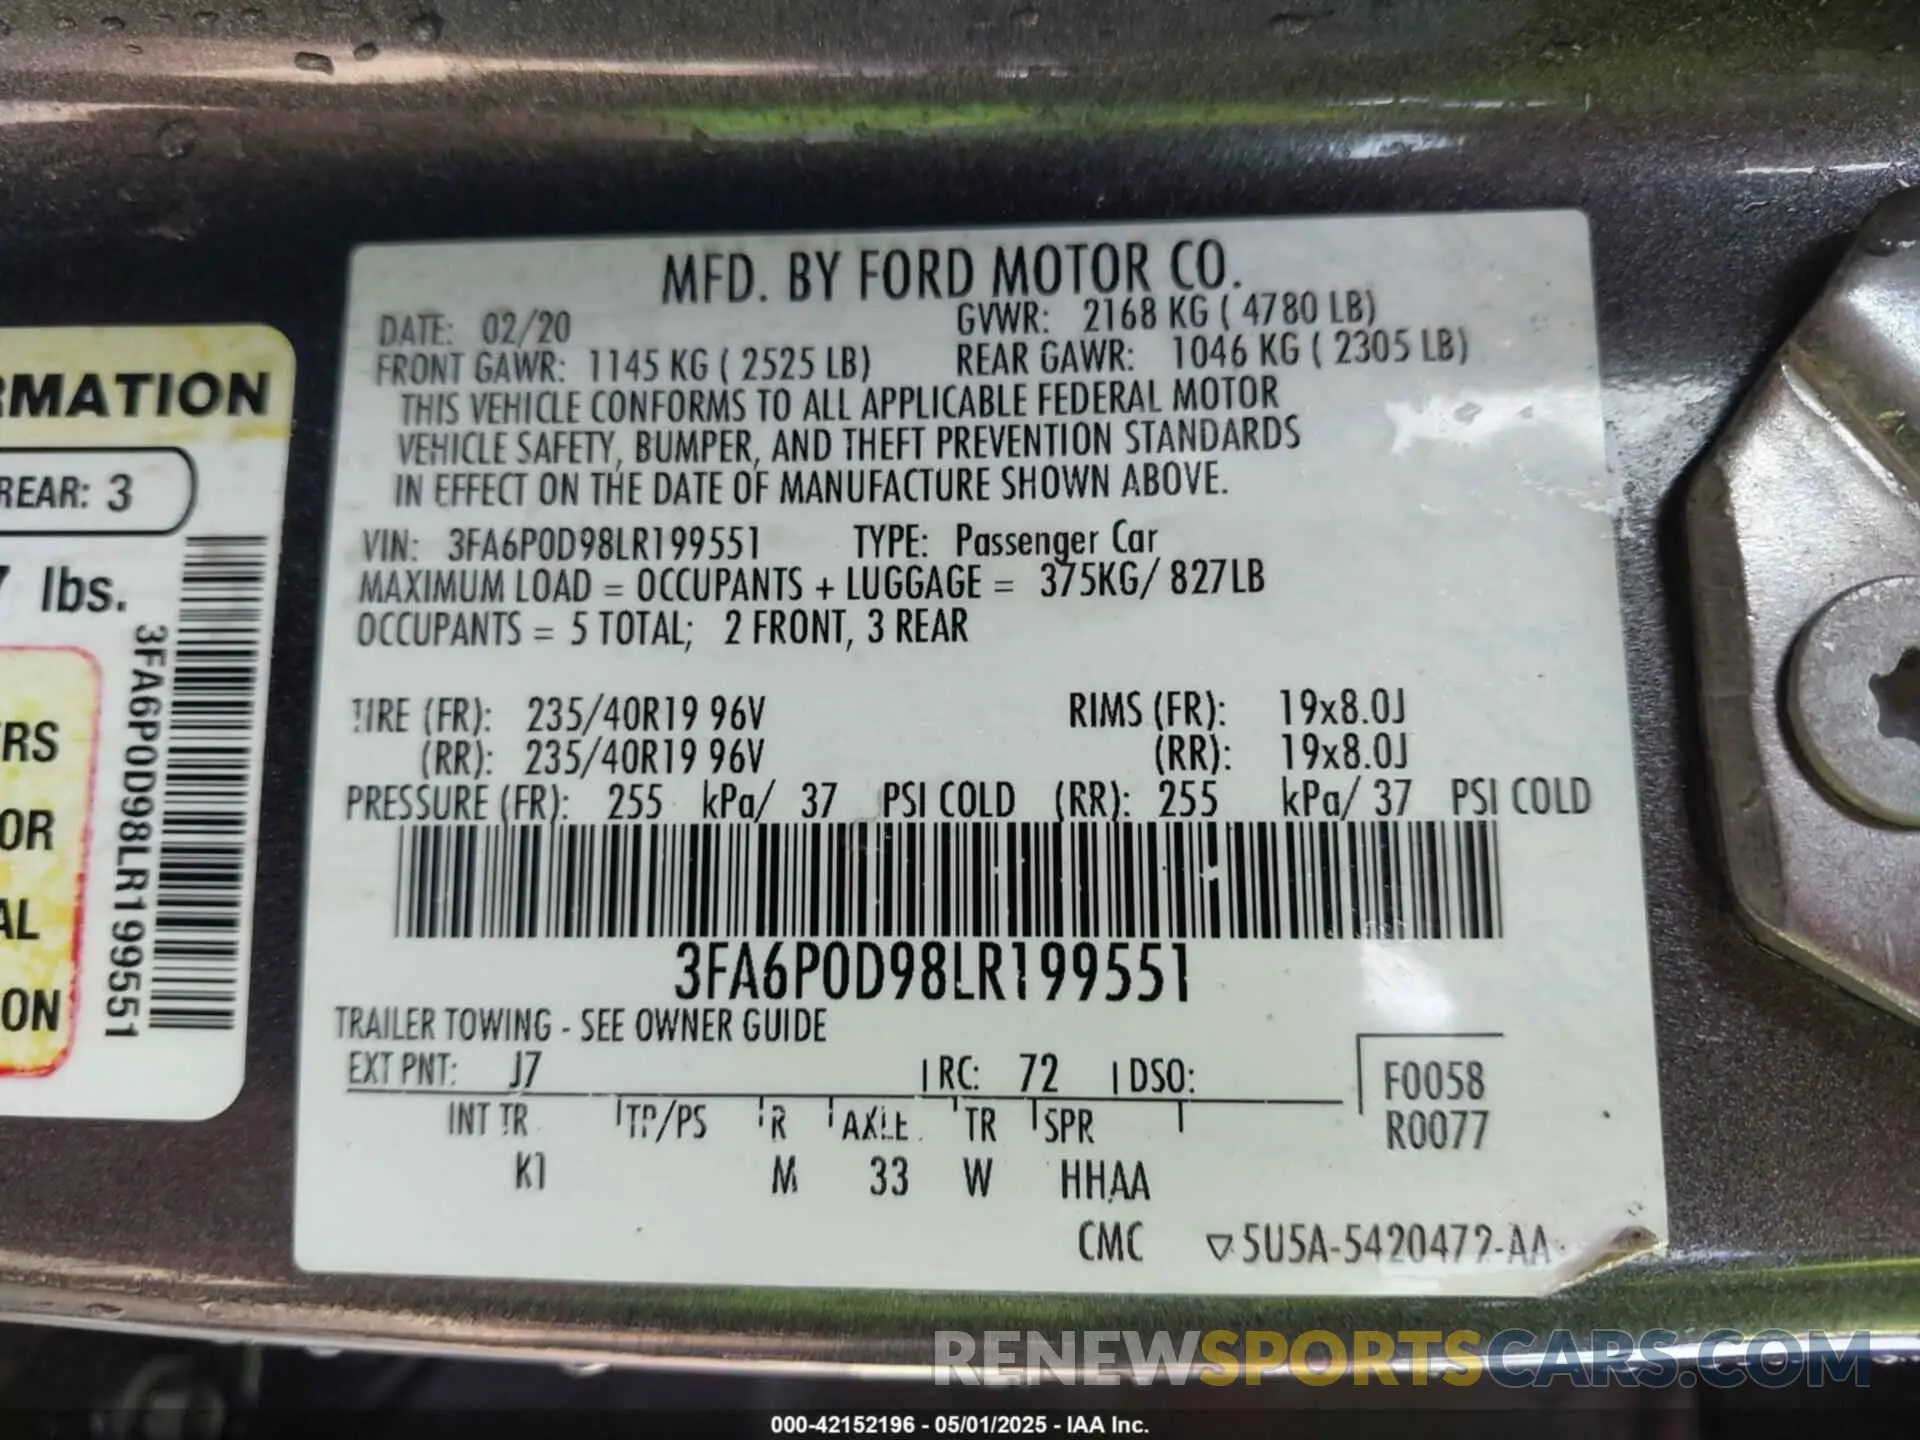 RMATION
REAR: 3
7 lbs.
RS
OR
AL
ON
3FA6P0D98LR199551
MFD. BY FORD MOTOR CO.
DATE: 02/20 GVWR: 2168 KG ( 4780 LB)
FRONT GAWR: 1145 KG ( 2525 LB) REAR GAWR: 1046 KG ( 2305 LB)
THIS VEHICLE CONFORMS TO ALL APPLICABLE FEDERAL MOTOR
VEHICLE SAFETY, BUMPER, AND THEFT PREVENTION STANDARDS
IN EFFECT ON THE DATE OF MANUFACTURE SHOWN ABOVE.
VIN: 3FA6P0D98LR199551 TYPE: Passenger Car
MAXIMUM LOAD = OCCUPANTS + LUGGAGE = 375KG/ 827LB
OCCUPANTS = 5 TOTAL; 2 FRONT, 3 REAR
TIRE (FR): 235/40R19 96V RIMS (FR): 19x8.0J
(RR): 235/40R19 96V (RR): 19x8.0J
PRESSURE (FR): 255 kPa/ 37 PSI COLD (RR): 255 kPa/ 37 PSI COLD
3FA6P0D98LR199551
TRAILER TOWING - SEE OWNER GUIDE
EXT PNT: J7 RC: 72 DSO: F0058
INT TR TP/PS R AXLE TR SPR R0077
K1 M 33 W HHAA
CMC 5U5A-5420472-AA
RENEWSPORTSCARS.COM
000-42152196 - 05/01/2025 - IAA Inc.